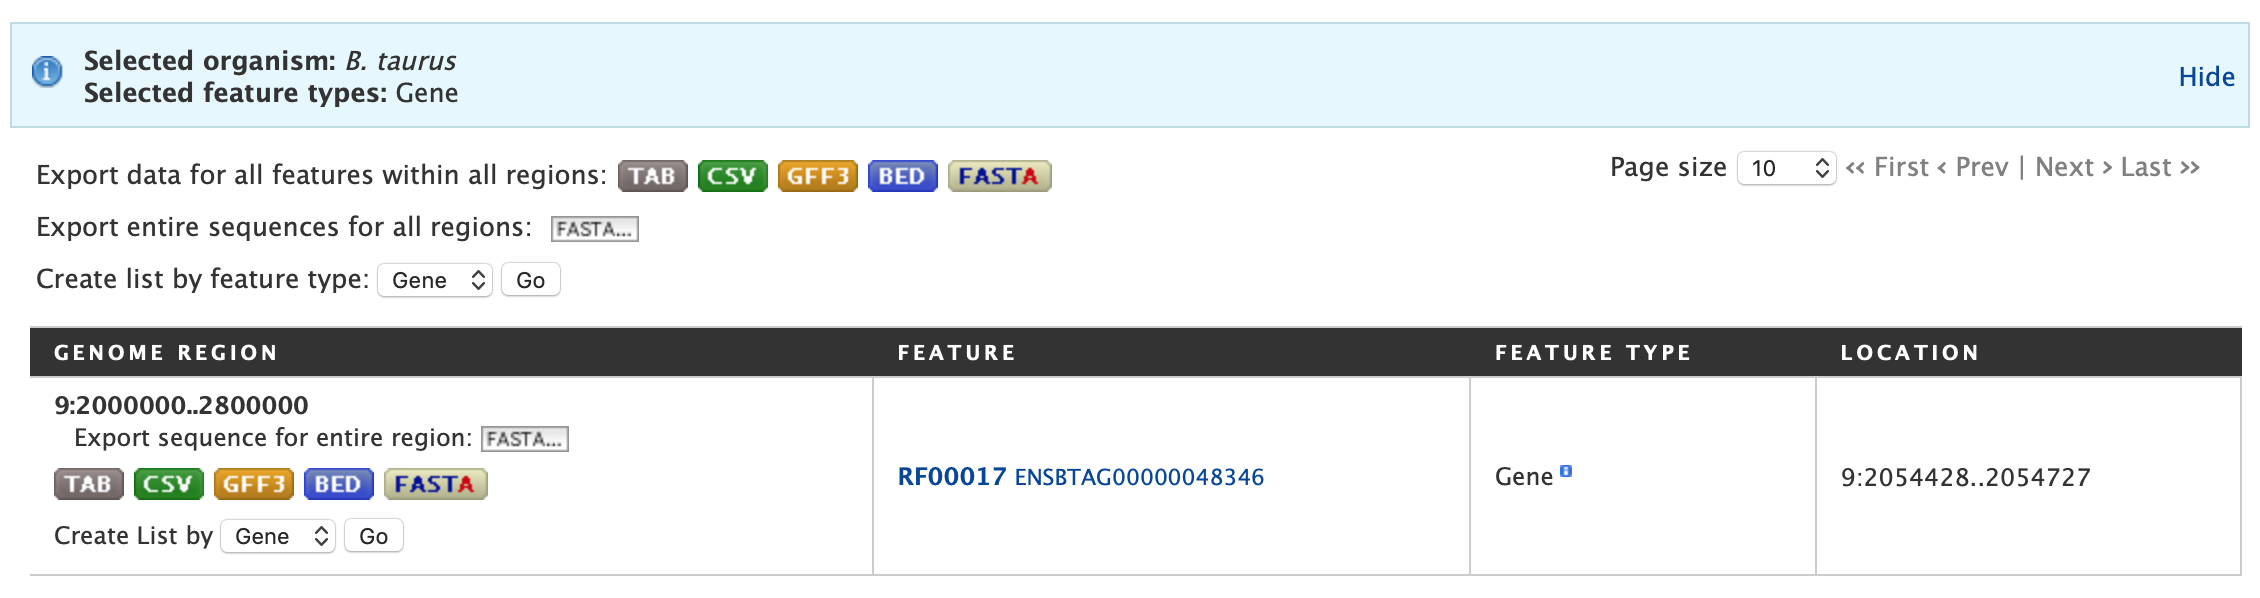 Selected organism: B. taurus
Selected feature types: Gene
Hide
Export data for all features within all regions: TAB CSV GFF3 BED FASTA
Page size 10 << First < Prev | Next > Last >>
Export entire sequences for all regions: FASTA...
Create list by feature type: Gene Go
GENOME REGION FEATURE FEATURE TYPE LOCATION
9:2000000..2800000
Export sequence for entire region: FASTA...
TAB CSV GFF3 BED FASTA
Create List by Gene Go
RF00017 ENSBTAG00000048346
Gene
9:2054428..2054727